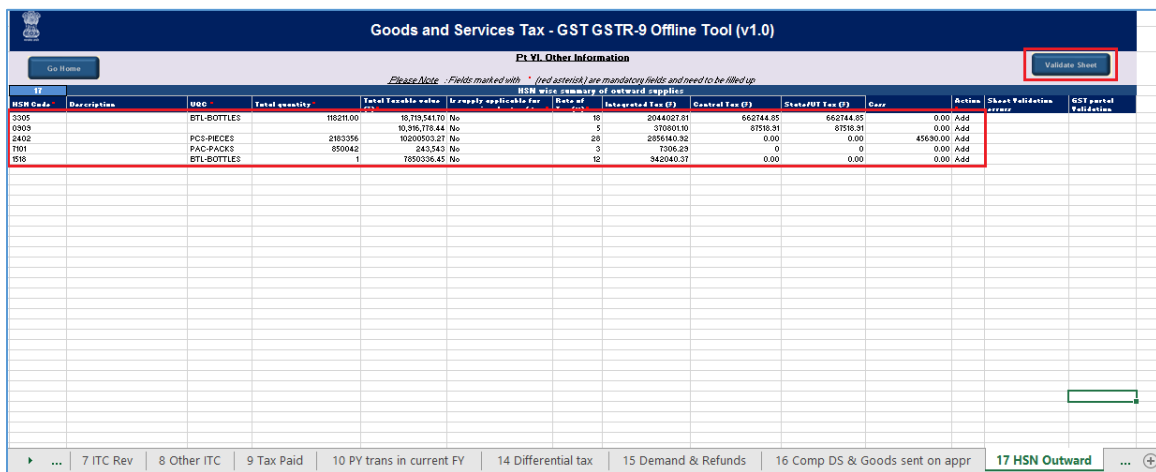 Goods and Services Tax - GST GSTR-9 Offline Tool (v1.0)
Go Home
Pt VI. Other Information
Validate Sheet
Please Note : Fields marked with * (red asterisk) are mandatory fields and need to be filled up
17 HSN wise summary of outward supplies
HSN Code * Description UQC * Total quantity * Total Taxable value Is supply applicable for Rate of Integrated Tax (₹) Central Tax (₹) State/UT Tax (₹) Cess Action Sheet Validation errors GST portal Validation
3305 BTL-BOTTLES 118211.00 18,719,541.70 No 18 2044027.81 662744.85 662744.85 0.00 Add
0909 10,916,778.44 No 5 370801.10 87518.91 87518.91 0.00 Add
2402 PCS-PIECES 2183356 10200503.27 No 28 2856140.92 0.00 0.00 45690.00 Add
7101 PAC-PACKS 850042 243,543 No 3 7306.29 0 0 0.00 Add
1518 BTL-BOTTLES 1 7850336.45 No 12 942040.37 0.00 0.00 0.00 Add
... 7 ITC Rev 8 Other ITC 9 Tax Paid 10 PY trans in current FY 14 Differential tax 15 Demand & Refunds 16 Comp DS & Goods sent on appr 17 HSN Outward ...